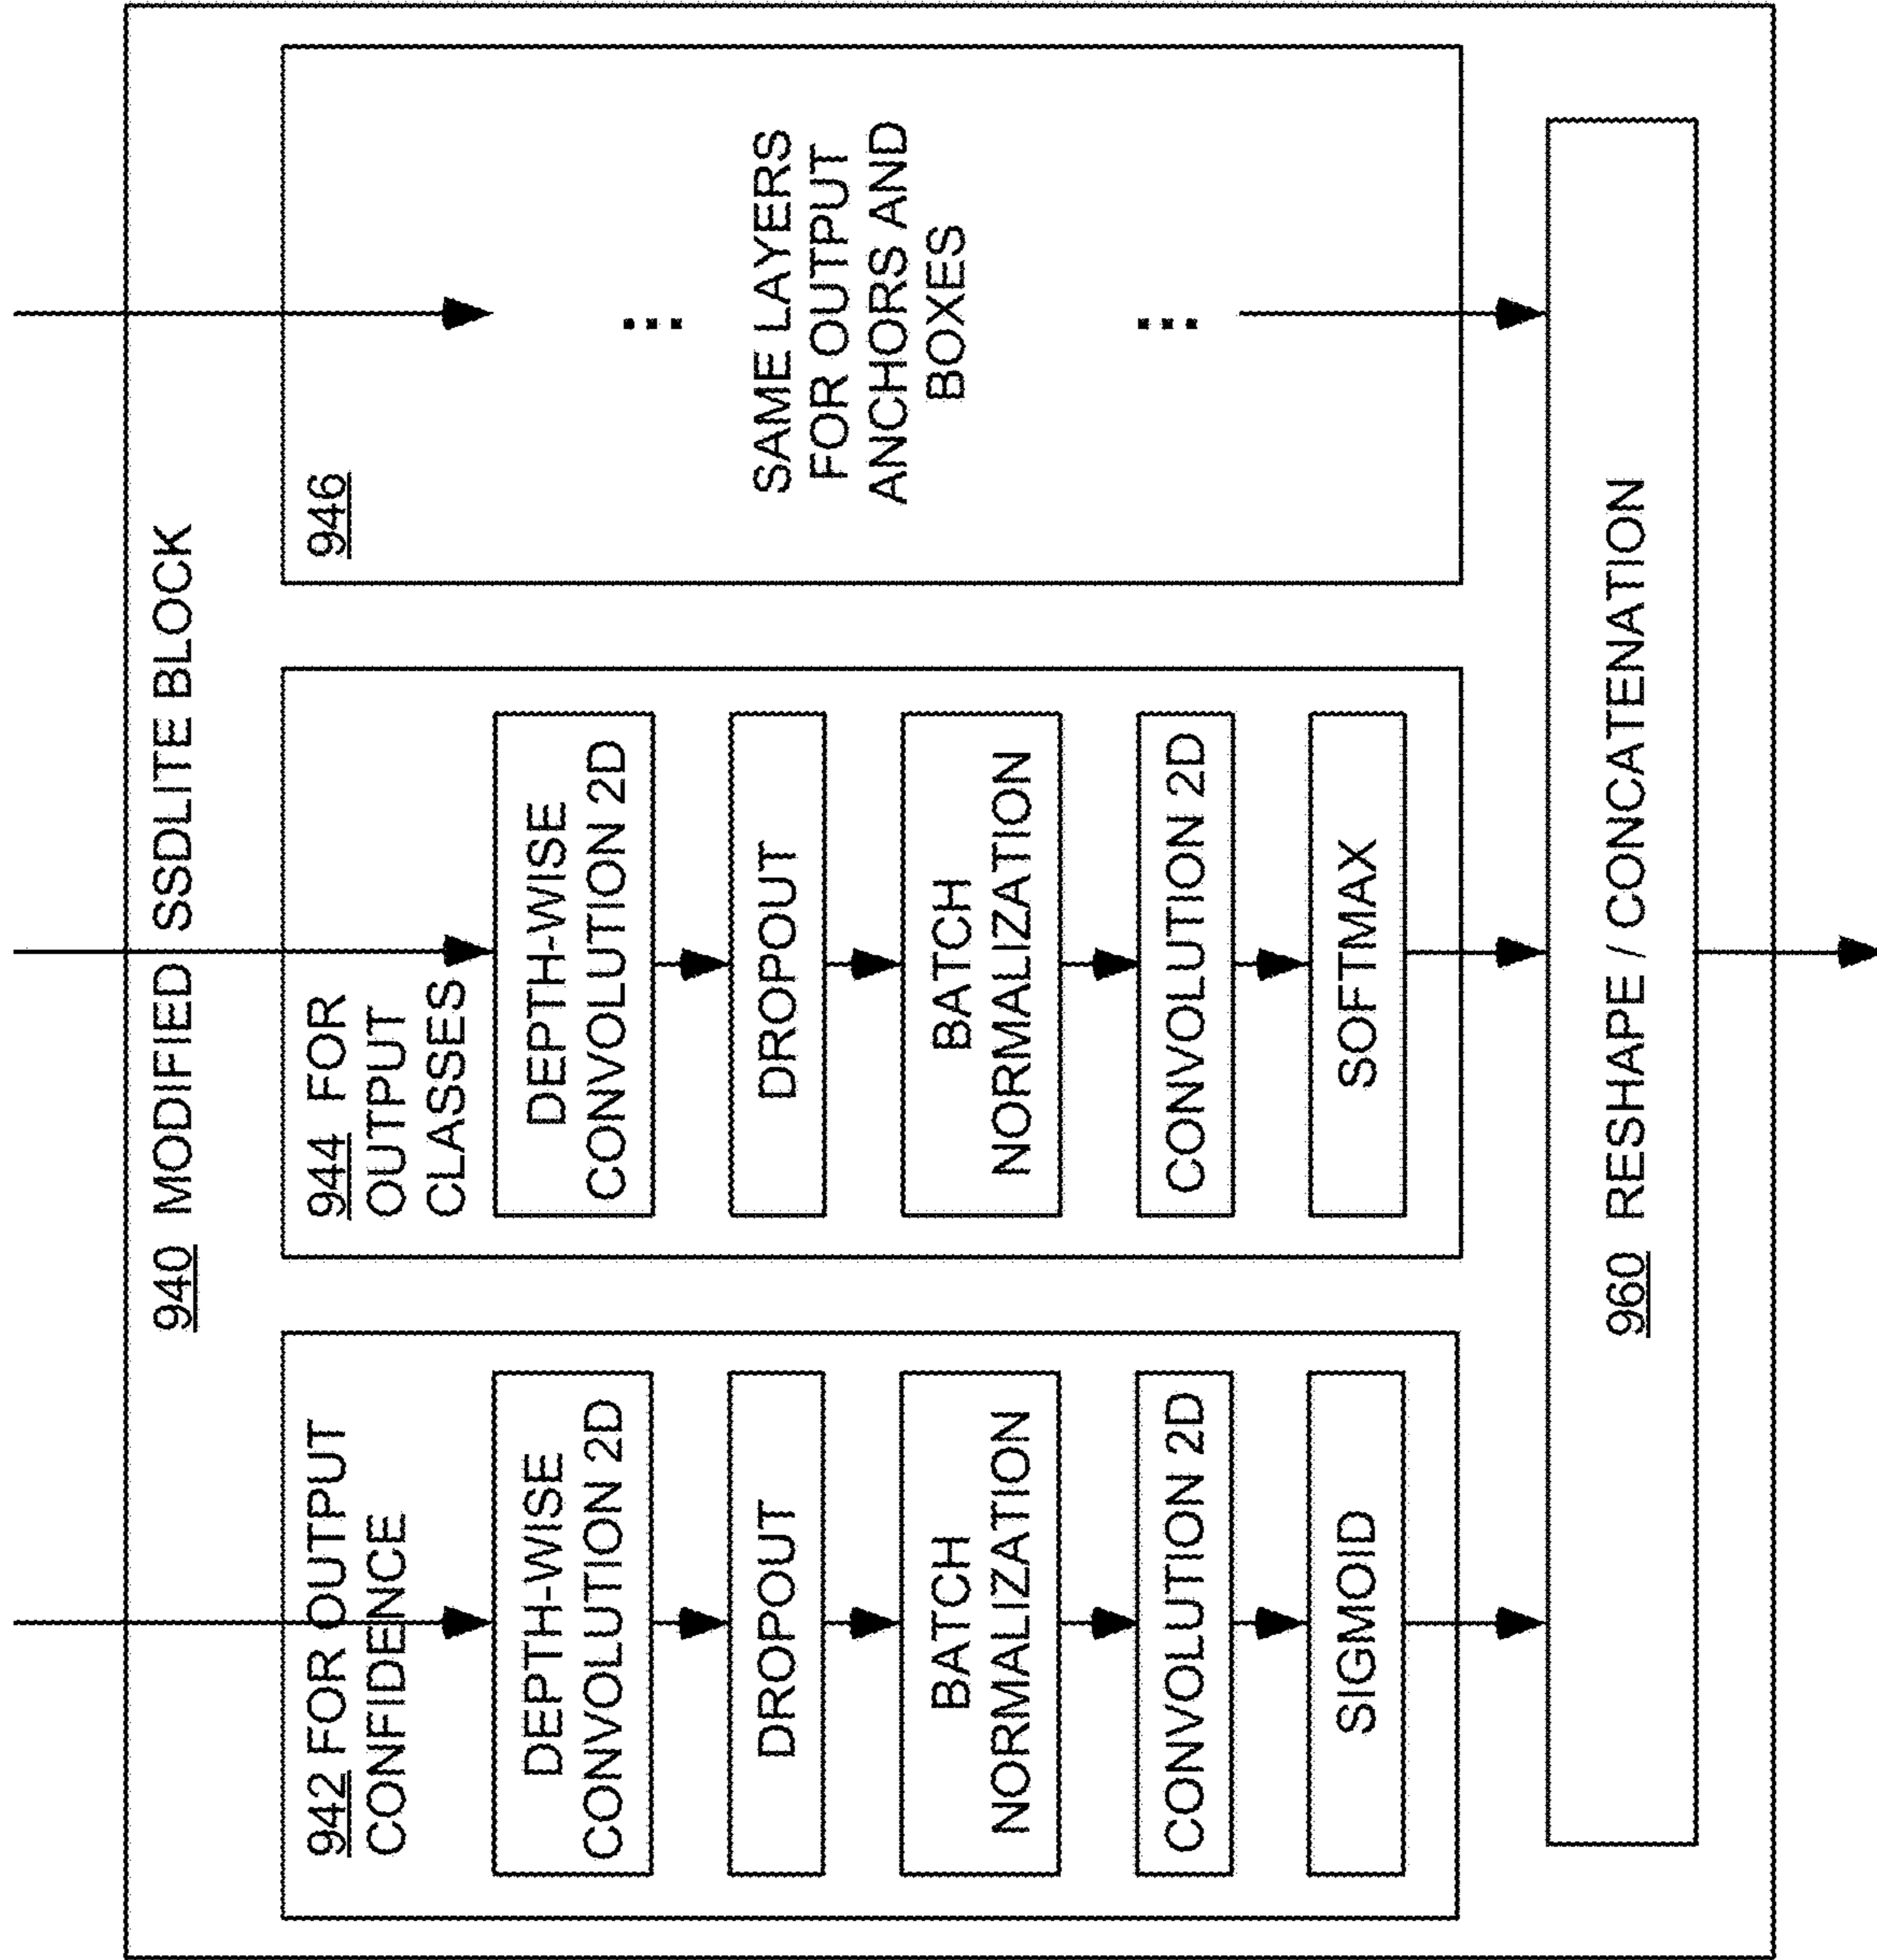 940 MODIFIED SSDLITE BLOCK
942 FOR OUTPUT
CONFIDENCE
DEPTH-WISE
CONVOLUTION 2D
DROPOUT
BATCH
NORMALIZATION
CONVOLUTION 2D
SIGMOID
944 FOR
OUTPUT
CLASSES
DEPTH-WISE
CONVOLUTION 2D
DROPOUT
BATCH
NORMALIZATION
CONVOLUTION 2D
SOFTMAX
946
...
SAME LAYERS
FOR OUTPUT
ANCHORS AND
BOXES
...
960 RESHAPE / CONCATENATION